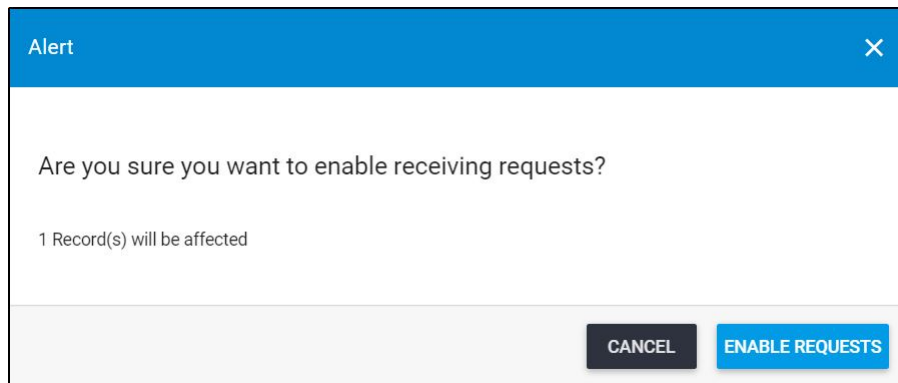 Alert
Are you sure you want to enable receiving requests?
1 Record(s) will be affected
CANCEL ENABLE REQUESTS